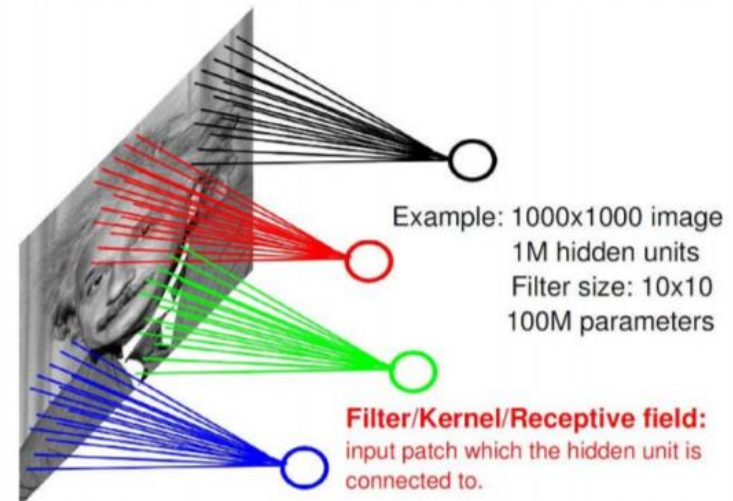 Example: 1000x1000 image
1M hidden units
Filter size: 10x10
100M parameters
Filter/Kernel/Receptive field:
input patch which the hidden unit is
connected to.